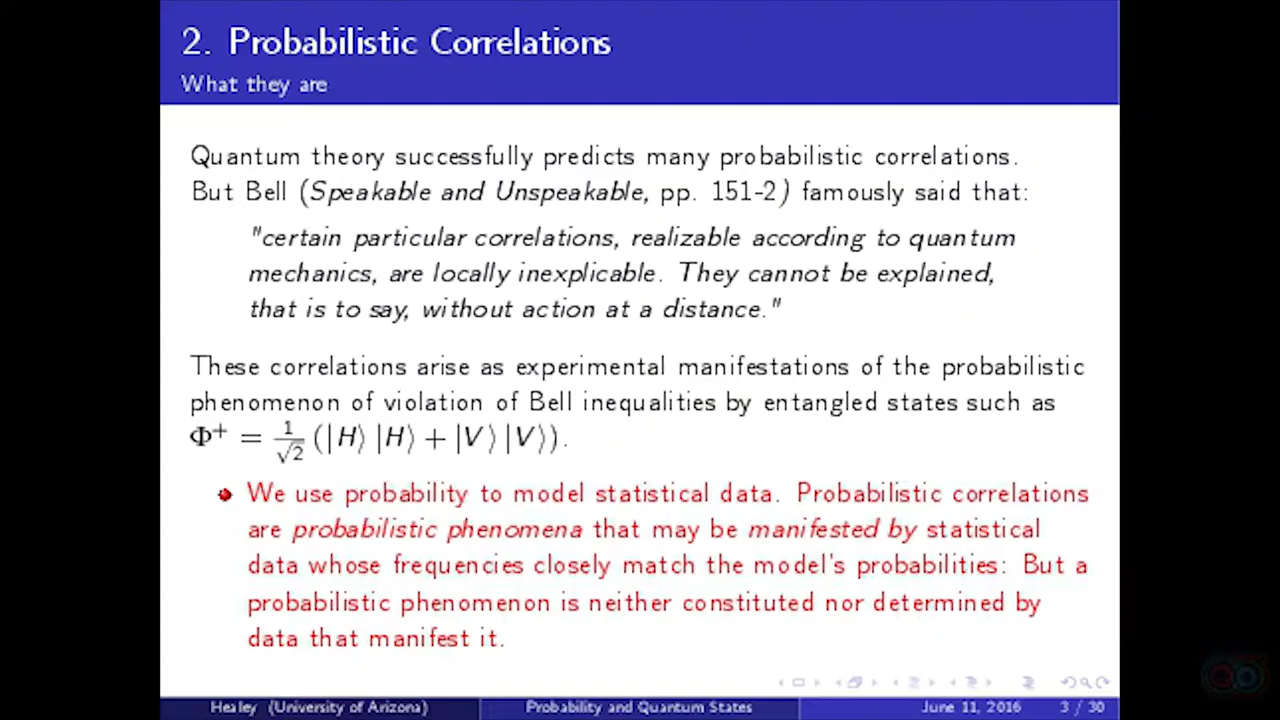 2. Probabilistic Correlations
What they are
Quantum theory successfully predicts many probabilistic correlations.
But Bell (Speakable and Unspeakable, pp. 151-2) famously said that:
"certain particular correlations, realizable according to quantum
mechanics, are locally inexplicable. They cannot be explained,
that is to say, without action at a distance."
These correlations arise as experimental manifestations of the probabilistic
phenomenon of violation of Bell inequalities by entangled states such as
Φ⁺ = 1/√2 (|H⟩ |H⟩ + |V⟩ |V⟩).
We use probability to model statistical data. Probabilistic correlations
are probabilistic phenomena that may be manifested by statistical
data whose frequencies closely match the model's probabilities: But a
probabilistic phenomenon is neither constituted nor determined by
data that manifest it.
Healey (University of Arizona) Probability and Quantum States June 11, 2016 3 / 30